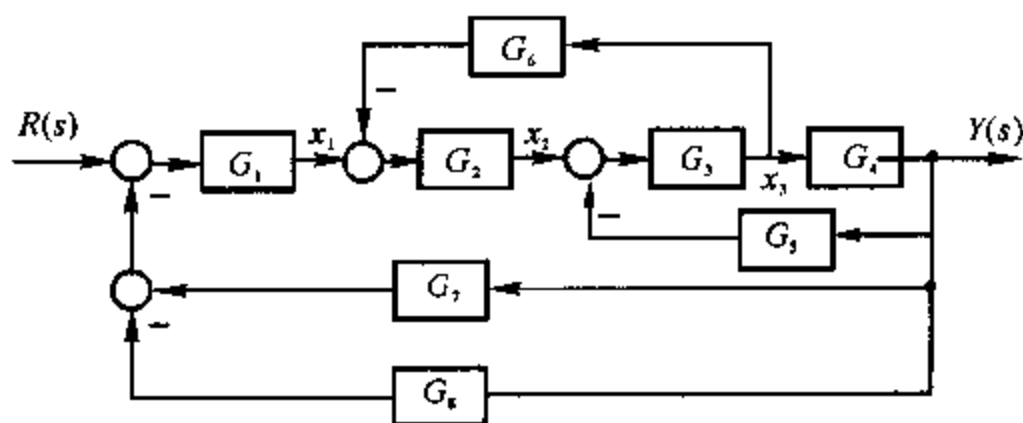 G₆
R(s)
Y(s)
G₁
x₁
G₂
x₂
G₃
x₃
G₄
G₅
G₇
G₈
−
−
−
−